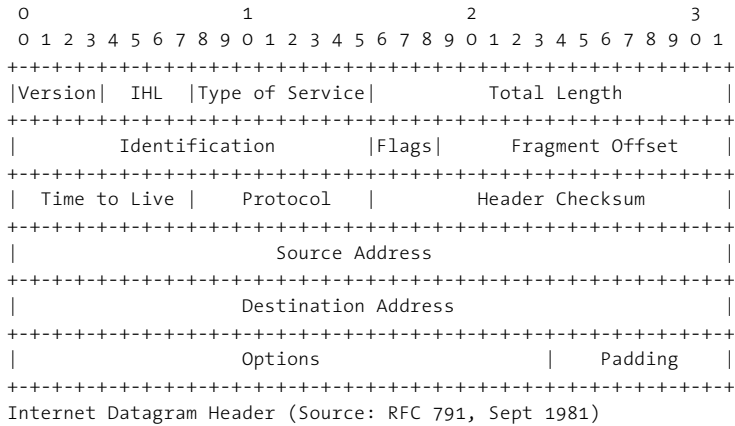 0                   1                   2                   3
 0 1 2 3 4 5 6 7 8 9 0 1 2 3 4 5 6 7 8 9 0 1 2 3 4 5 6 7 8 9 0 1
+-+-+-+-+-+-+-+-+-+-+-+-+-+-+-+-+-+-+-+-+-+-+-+-+-+-+-+-+-+-+-+-+
|Version|  IHL  |Type of Service|          Total Length         |
+-+-+-+-+-+-+-+-+-+-+-+-+-+-+-+-+-+-+-+-+-+-+-+-+-+-+-+-+-+-+-+-+
|         Identification        |Flags|      Fragment Offset    |
+-+-+-+-+-+-+-+-+-+-+-+-+-+-+-+-+-+-+-+-+-+-+-+-+-+-+-+-+-+-+-+-+
|  Time to Live |    Protocol   |         Header Checksum       |
+-+-+-+-+-+-+-+-+-+-+-+-+-+-+-+-+-+-+-+-+-+-+-+-+-+-+-+-+-+-+-+-+
|                       Source Address                          |
+-+-+-+-+-+-+-+-+-+-+-+-+-+-+-+-+-+-+-+-+-+-+-+-+-+-+-+-+-+-+-+-+
|                    Destination Address                        |
+-+-+-+-+-+-+-+-+-+-+-+-+-+-+-+-+-+-+-+-+-+-+-+-+-+-+-+-+-+-+-+-+
|                    Options                    |    Padding    |
+-+-+-+-+-+-+-+-+-+-+-+-+-+-+-+-+-+-+-+-+-+-+-+-+-+-+-+-+-+-+-+-+
Internet Datagram Header (Source: RFC 791, Sept 1981)